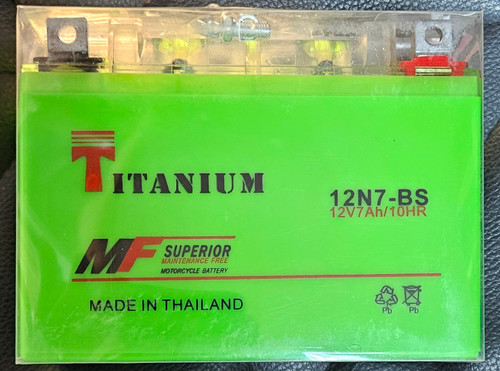 TITANIUM
12N7-BS
12V7Ah/10HR
MF SUPERIOR
MAINTENANCE FREE
MOTORCYCLE BATTERY
MADE IN THAILAND
Pb Pb